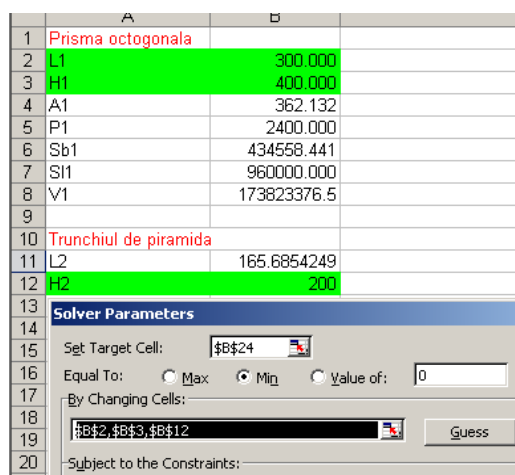 A B
1 Prisma octogonala
2 L1 300.000
3 H1 400.000
4 A1 362.132
5 P1 2400.000
6 Sb1 434558.441
7 Sl1 960000.000
8 V1 173823376.5
9
10 Trunchiul de piramida
11 L2 165.6854249
12 H2 200
13 Solver Parameters
14
15 Set Target Cell: $B$24
16 Equal To: Max Min Value of: 0
17 By Changing Cells:
18
19 $B$2,$B$3,$B$12 Guess
20 Subject to the Constraints: